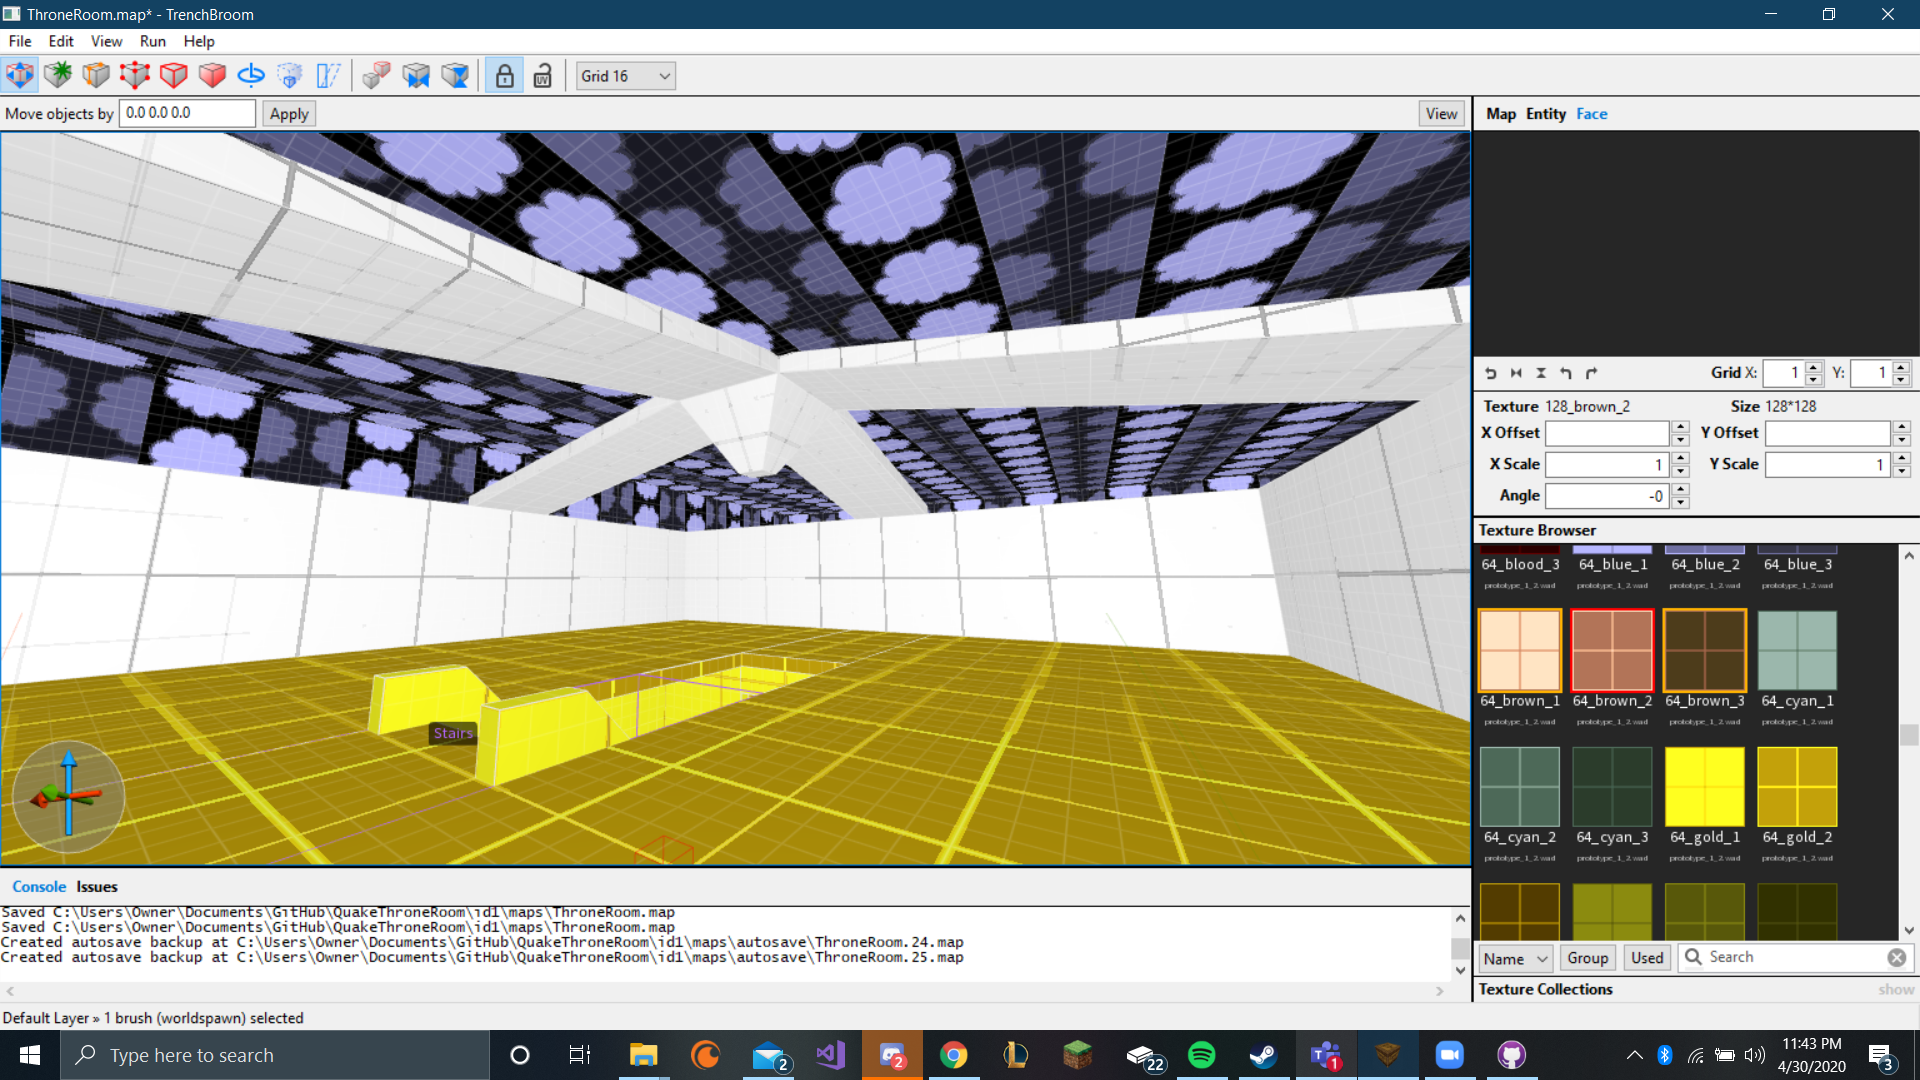 ThroneRoom.map* - TrenchBroom
File Edit View Run Help
Grid 16
Move objects by 0.0 0.0 0.0 Apply View
Map Entity Face
Stairs
Grid X: 1 Y: 1
Texture 128_brown_2 Size 128*128
X Offset Y Offset
X Scale 1 Y Scale 1
Angle -0
Texture Browser
64_blood_3 64_blue_1 64_blue_2 64_blue_3
prototype_1_2.wad prototype_1_2.wad prototype_1_2.wad prototype_1_2.wad
64_brown_1 64_brown_2 64_brown_3 64_cyan_1
prototype_1_2.wad prototype_1_2.wad prototype_1_2.wad prototype_1_2.wad
64_cyan_2 64_cyan_3 64_gold_1 64_gold_2
prototype_1_2.wad prototype_1_2.wad prototype_1_2.wad prototype_1_2.wad
Name Group Used Search
Texture Collections show
Console Issues
Saved C:\Users\Owner\Documents\GitHub\QuakeThroneRoom\id1\maps\ThroneRoom.map
Saved C:\Users\Owner\Documents\GitHub\QuakeThroneRoom\id1\maps\ThroneRoom.map
Created autosave backup at C:\Users\Owner\Documents\GitHub\QuakeThroneRoom\id1\maps\autosave\ThroneRoom.24.map
Created autosave backup at C:\Users\Owner\Documents\GitHub\QuakeThroneRoom\id1\maps\autosave\ThroneRoom.25.map
Default Layer » 1 brush (worldspawn) selected
Type here to search
2
2
22
1
11:43 PM
4/30/2020
3
UV